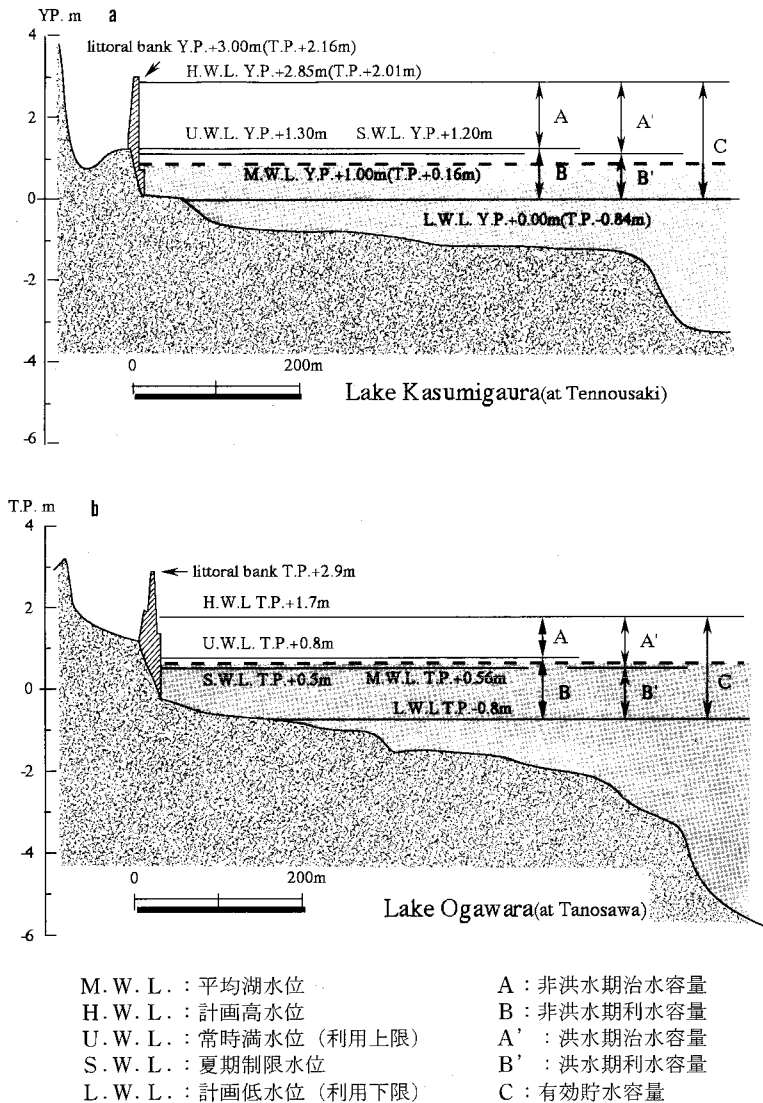 YP. m a
littoral bank Y.P.+3.00m(T.P.+2.16m)
H.W.L. Y.P.+2.85m(T.P.+2.01m)
U.W.L. Y.P.+1.30m S.W.L. Y.P.+1.20m
M.W.L. Y.P.+1.00m(T.P.+0.16m)
L.W.L. Y.P.+0.00m(T.P.-0.84m)
A A' C
B B'
4
2
0
-2
-4
-6
0 200m
Lake Kasumigaura(at Tennousaki)
T.P. m b
littoral bank T.P.+2.9m
H.W.L T.P.+1.7m
U.W.L T.P.+0.8m
S.W.L T.P.+0.5m M.W.L T.P.+0.56m
L.W.L T.P.-0.8m
A A' C
B B'
4
2
0
-2
-4
-6
0 200m
Lake Ogawara(at Tanosawa)
M.W.L.：平均湖水位
H.W.L.：計画高水位
U.W.L.：常時満水位（利用上限）
S.W.L.：夏期制限水位
L.W.L.：計画低水位（利用下限）
A：非洪水期治水容量
B：非洪水期利水容量
A'：洪水期治水容量
B'：洪水期利水容量
C：有効貯水容量